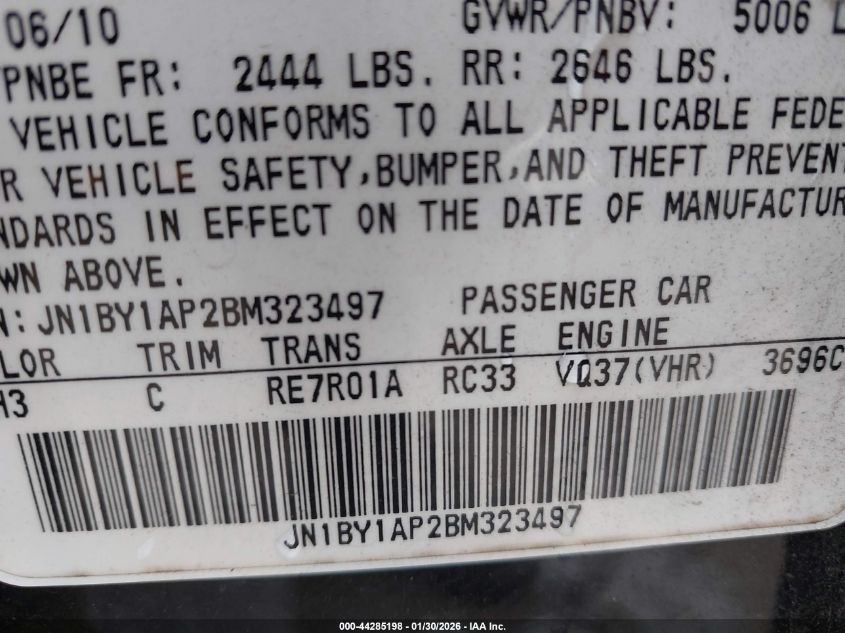 06/10 GVWR/PNBV: 5006 L
PNBE FR: 2444 LBS. RR: 2646 LBS.
VEHICLE CONFORMS TO ALL APPLICABLE FEDE
R VEHICLE SAFETY,BUMPER,AND THEFT PREVENT
NDARDS IN EFFECT ON THE DATE OF MANUFACTUR
WN ABOVE.
N: JN1BY1AP2BM323497 PASSENGER CAR
LOR TRIM TRANS AXLE ENGINE
H3 C RE7R01A RC33 VQ37(VHR) 3696C
JN1BY1AP2BM323497
000-44285198 - 01/30/2026 - IAA Inc.